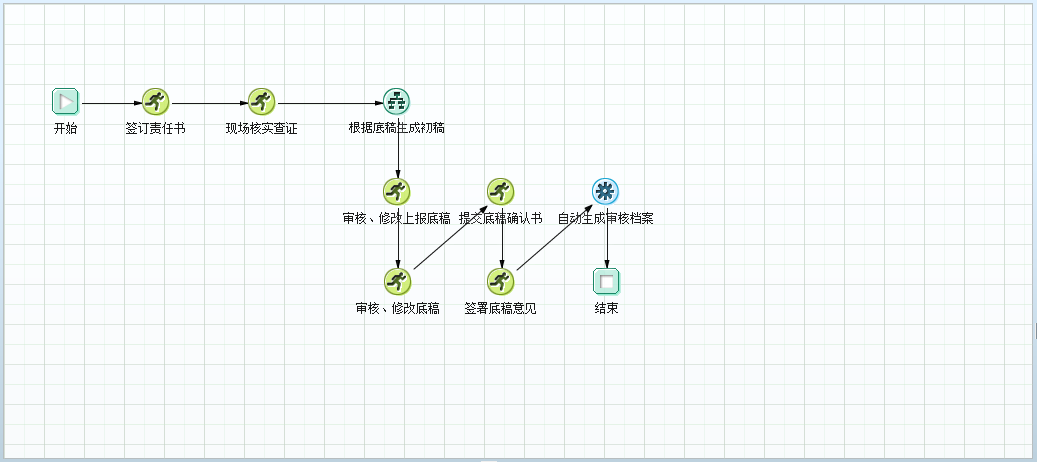 开始
签订责任书
现场核实查证
根据底稿生成初稿
审核、修改上报底稿
提交底稿确认书
自动生成审核档案
审核、修改底稿
签署底稿意见
结束